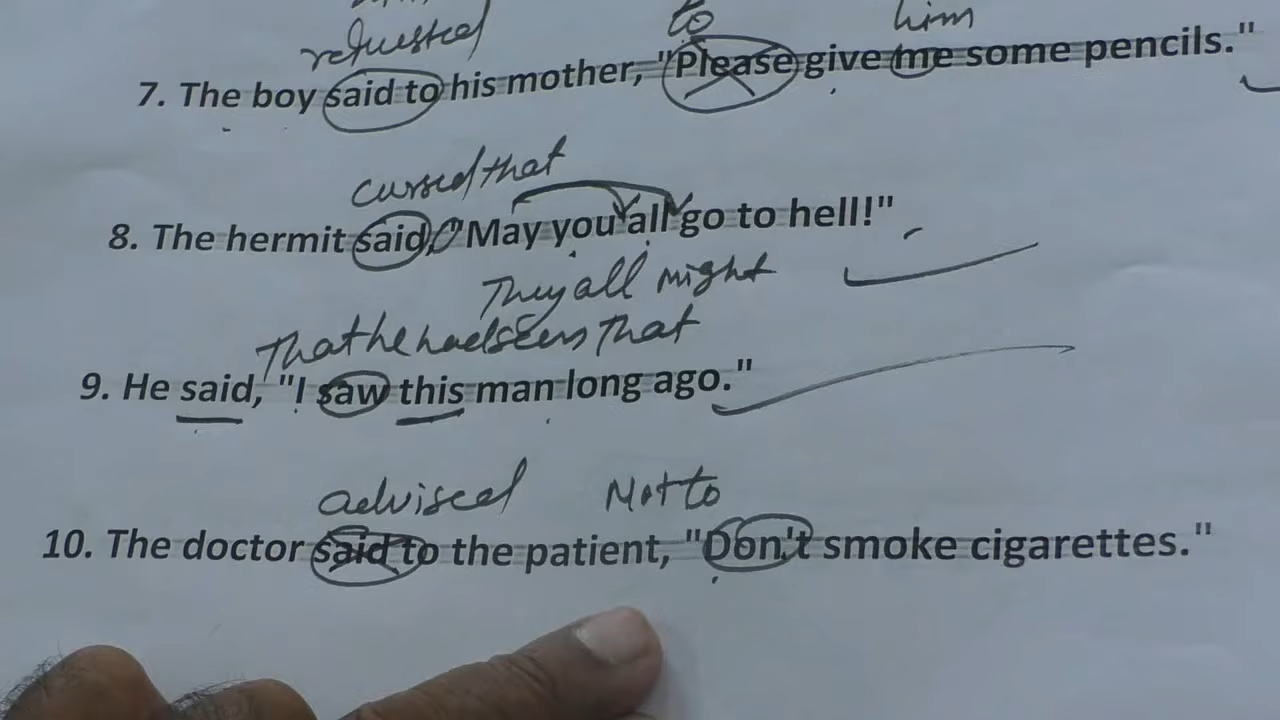 requested to him
7. The boy said to his mother, "Please give me some pencils."
cursed that
8. The hermit said, "May you all go to hell!"
They all might
That he had seen that
9. He said, "I saw this man long ago."
advised Not to
10. The doctor said to the patient, "Don't smoke cigarettes."